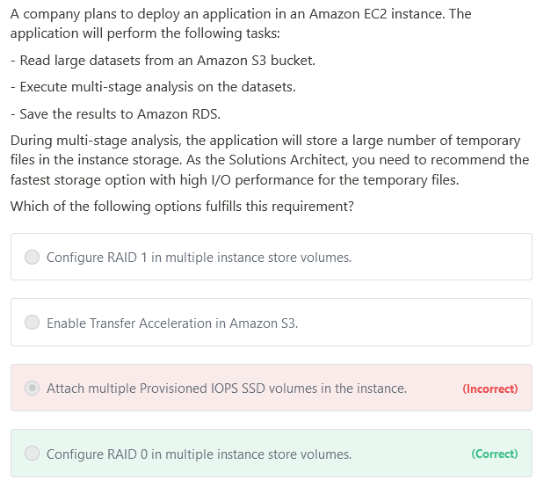 A company plans to deploy an application in an Amazon EC2 instance. The
application will perform the following tasks:
- Read large datasets from an Amazon S3 bucket.
- Execute multi-stage analysis on the datasets.
- Save the results to Amazon RDS.
During multi-stage analysis, the application will store a large number of temporary
files in the instance storage. As the Solutions Architect, you need to recommend the
fastest storage option with high I/O performance for the temporary files.
Which of the following options fulfills this requirement?
Configure RAID 1 in multiple instance store volumes.
Enable Transfer Acceleration in Amazon S3.
Attach multiple Provisioned IOPS SSD volumes in the instance. (Incorrect)
Configure RAID 0 in multiple instance store volumes. (Correct)